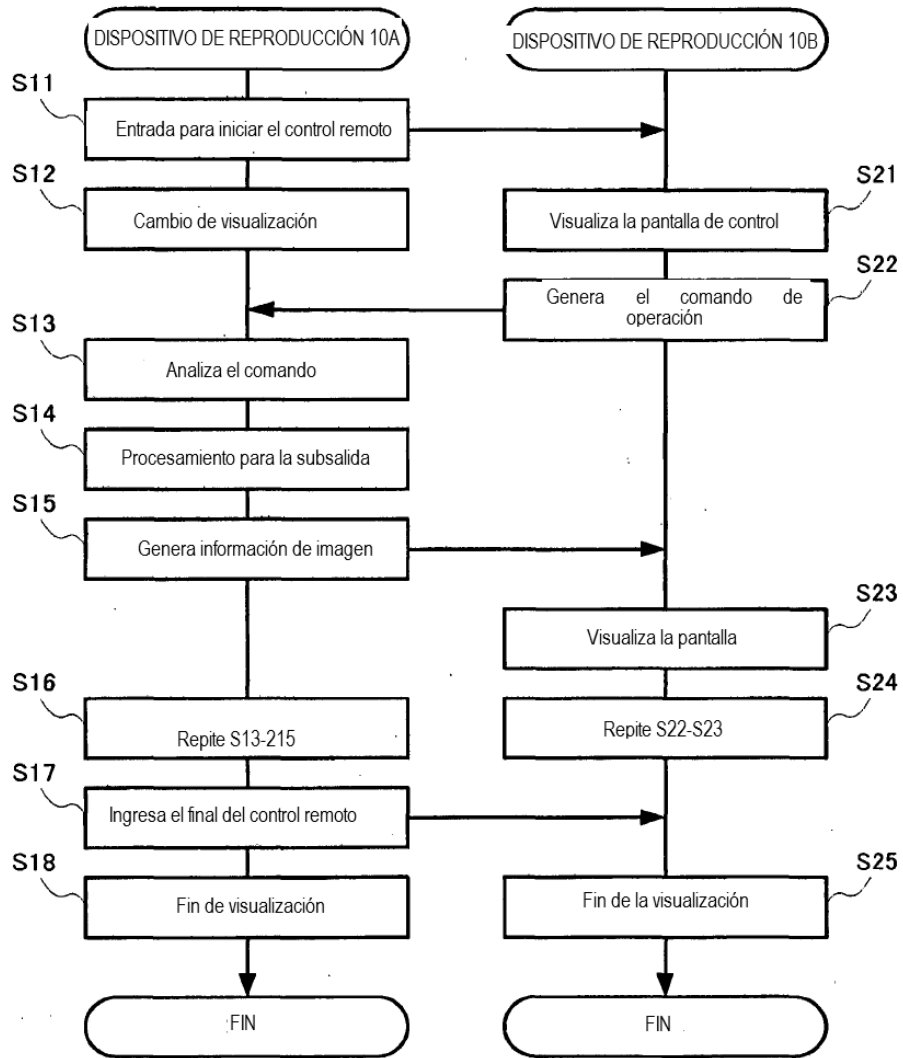 DISPOSITIVO DE REPRODUCCIÓN 10A
DISPOSITIVO DE REPRODUCCIÓN 10B
S11
Entrada para iniciar el control remoto
S12
Cambio de visualización
S21
Visualiza la pantalla de control
S22
Genera el comando de
operación
S13
Analiza el comando
S14
Procesamiento para la subsalida
S15
Genera información de imagen
S23
Visualiza la pantalla
S16
Repite S13-215
S24
Repite S22-S23
S17
Ingresa el final del control remoto
S18
Fin de visualización
S25
Fin de la visualización
FIN
FIN